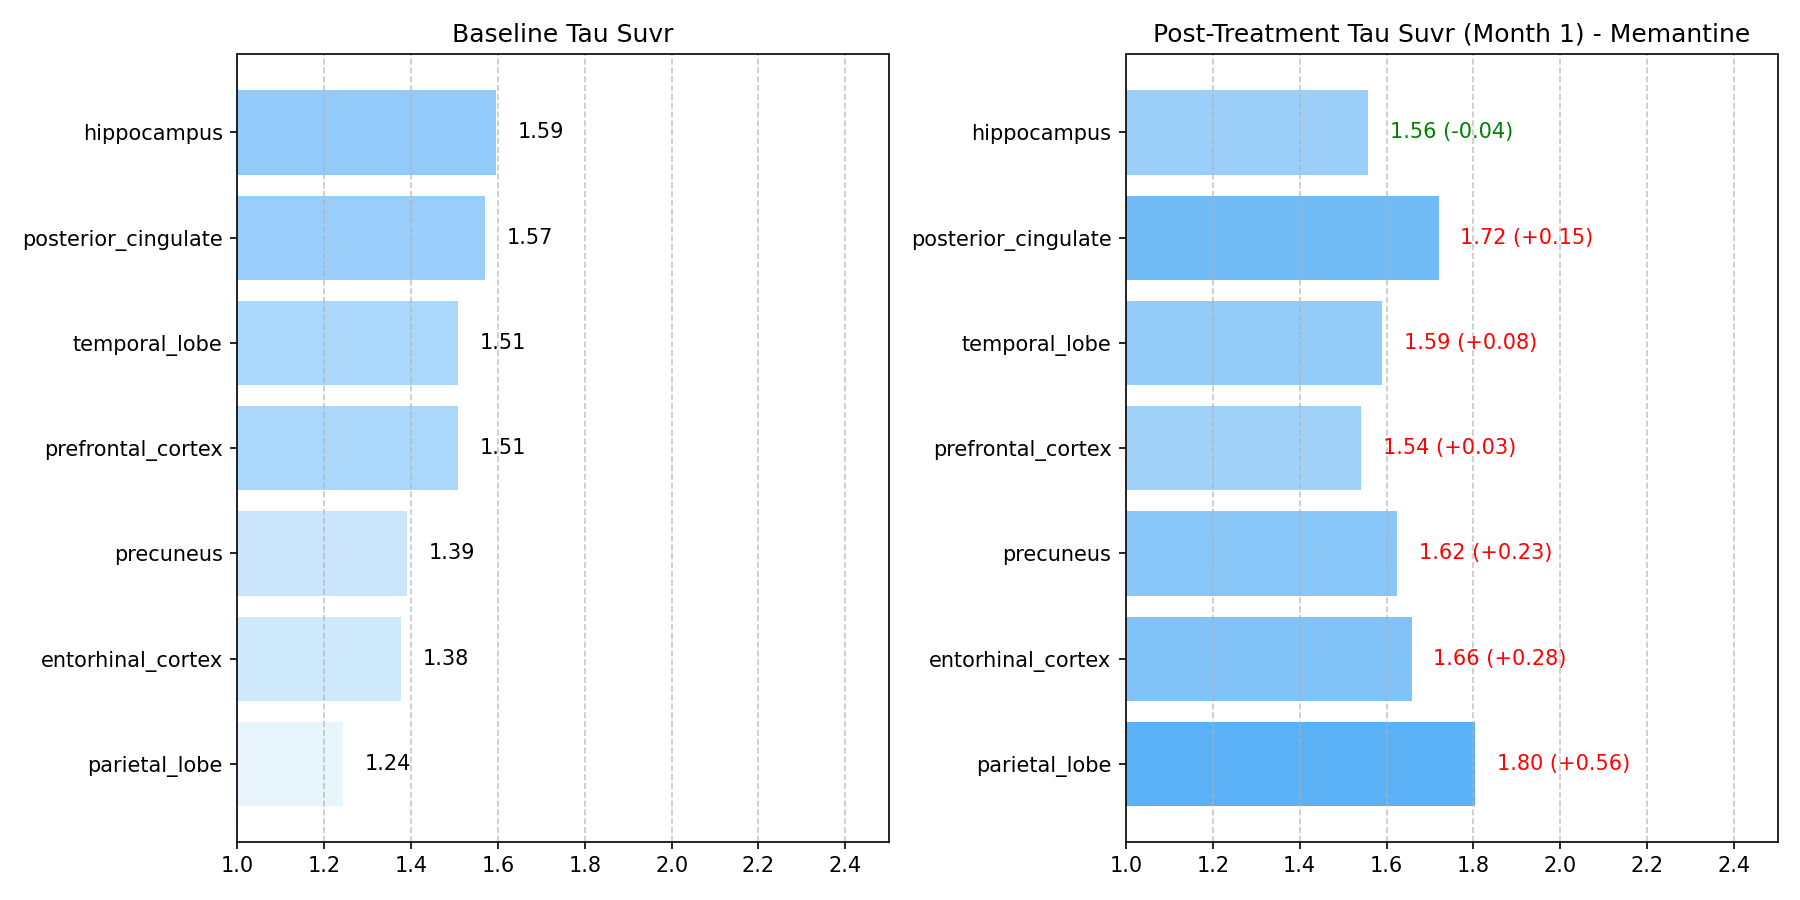 Baseline Tau Suvr
hippocampus 1.59
posterior_cingulate 1.57
temporal_lobe 1.51
prefrontal_cortex 1.51
precuneus 1.39
entorhinal_cortex 1.38
parietal_lobe 1.24
1.0 1.2 1.4 1.6 1.8 2.0 2.2 2.4
Post-Treatment Tau Suvr (Month 1) - Memantine
hippocampus 1.56 (-0.04)
posterior_cingulate 1.72 (+0.15)
temporal_lobe 1.59 (+0.08)
prefrontal_cortex 1.54 (+0.03)
precuneus 1.62 (+0.23)
entorhinal_cortex 1.66 (+0.28)
parietal_lobe 1.80 (+0.56)
1.0 1.2 1.4 1.6 1.8 2.0 2.2 2.4